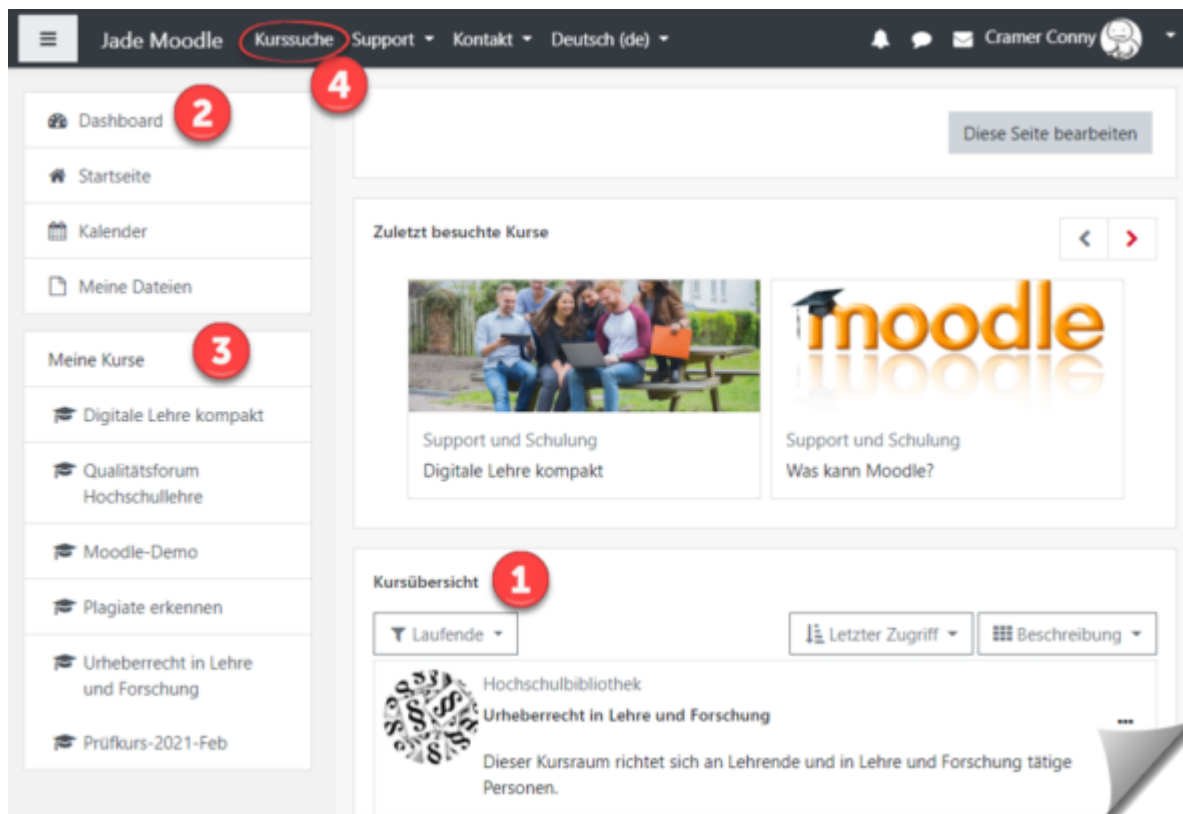 Jade Moodle Kurssuche Support Kontakt Deutsch (de) Cramer Conny
4
Dashboard 2
Startseite
Kalender
Meine Dateien
Meine Kurse 3
Digitale Lehre kompakt
Qualitätsforum
Hochschullehre
Moodle-Demo
Plagiate erkennen
Urheberrecht in Lehre
und Forschung
Prüfkurs-2021-Feb
Diese Seite bearbeiten
Zuletzt besuchte Kurse
moodle
Support und Schulung
Digitale Lehre kompakt
Support und Schulung
Was kann Moodle?
Kursübersicht 1
Laufende Letzter Zugriff Beschreibung
Hochschulbibliothek
Urheberrecht in Lehre und Forschung
...
Dieser Kursraum richtet sich an Lehrende und in Lehre und Forschung tätige
Personen.